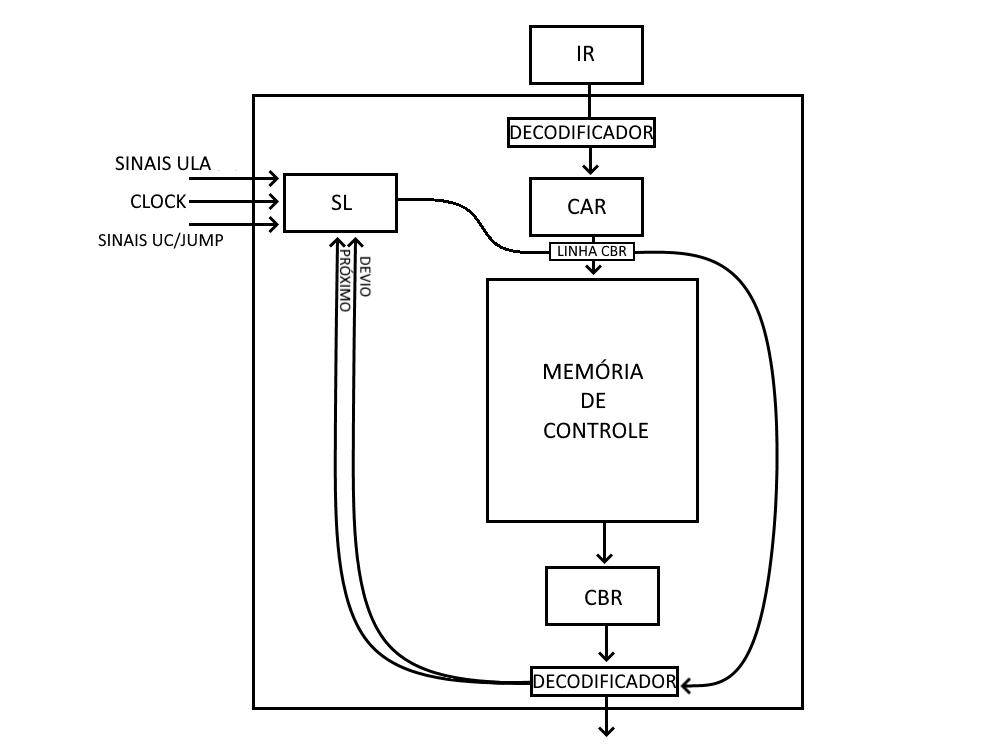 IR
DECODIFICADOR
SINAIS ULA
CLOCK
SINAIS UC/JUMP
SL
CAR
LINHA CBR
PRÓXIMO
DEVIO
MEMÓRIA
DE
CONTROLE
CBR
DECODIFICADOR